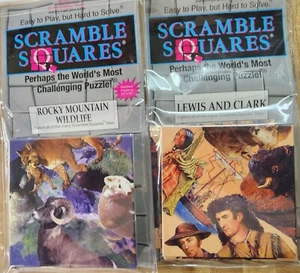 Easy to Play, but Hard to Solve.
SCRAMBLE
SQUARES®
Perhaps the World's Most
Challenging Puzzle!
ROCKY MOUNTAIN
WILDLIFE
Easy to Play, but Hard to Solve.
SCRAMBLE
SQUARES®
Perhaps the World's Most
Challenging Puzzle!
LEWIS AND CLARK